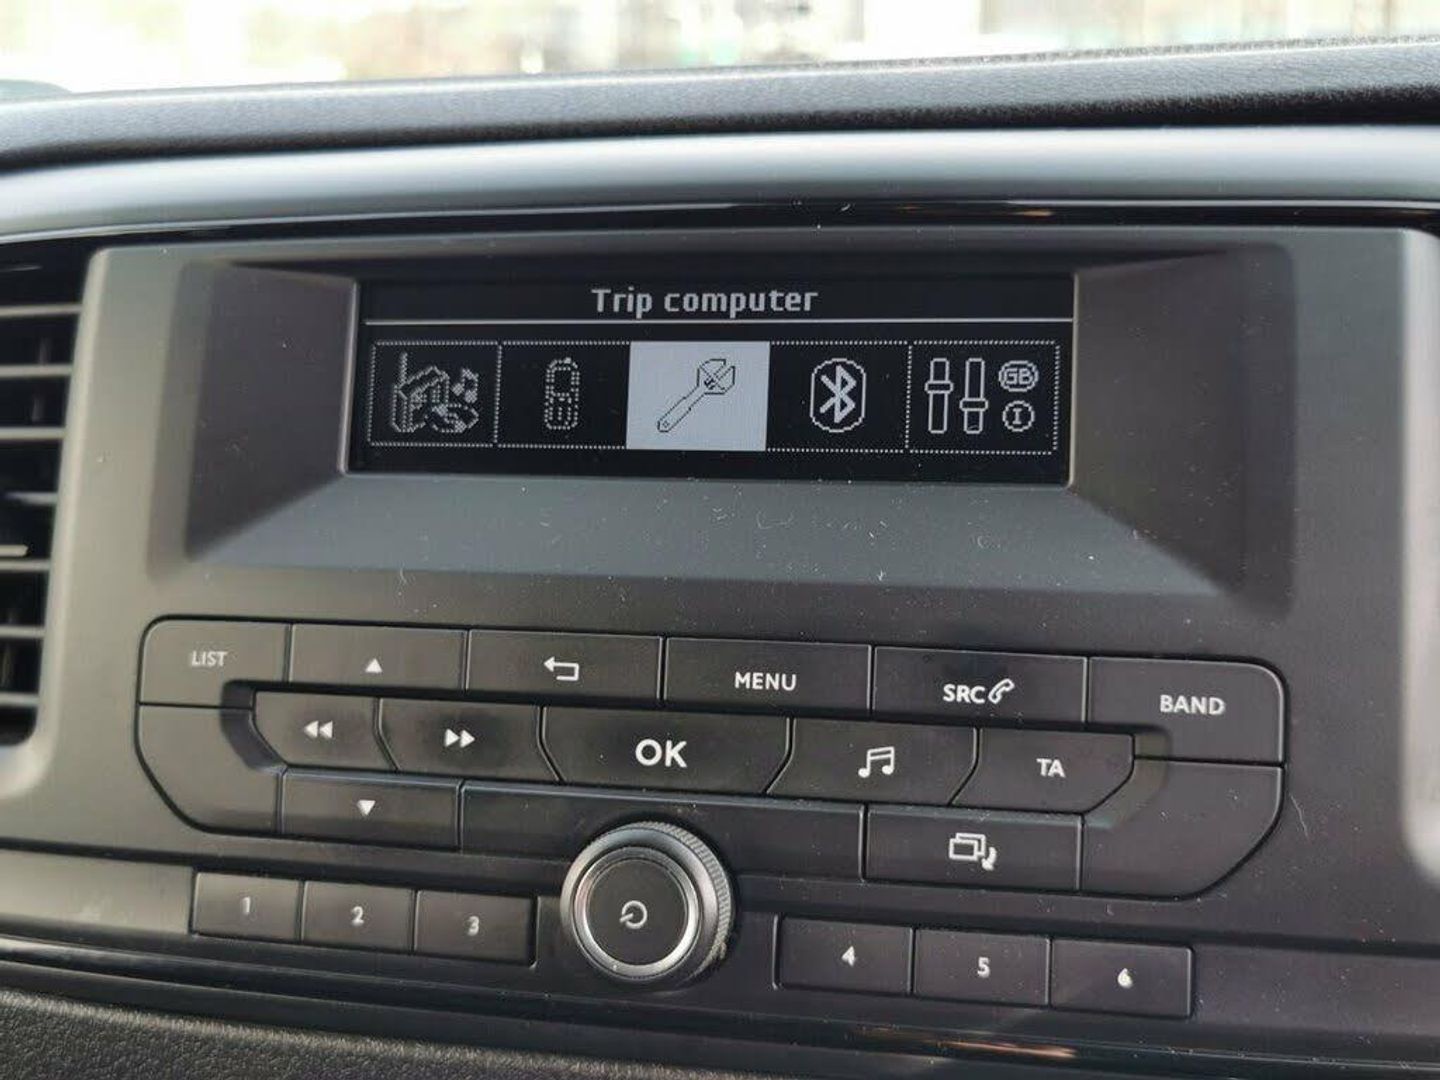 Trip computer
GB
I
LIST
MENU
SRC
BAND
OK
TA
1
2
3
4
5
6